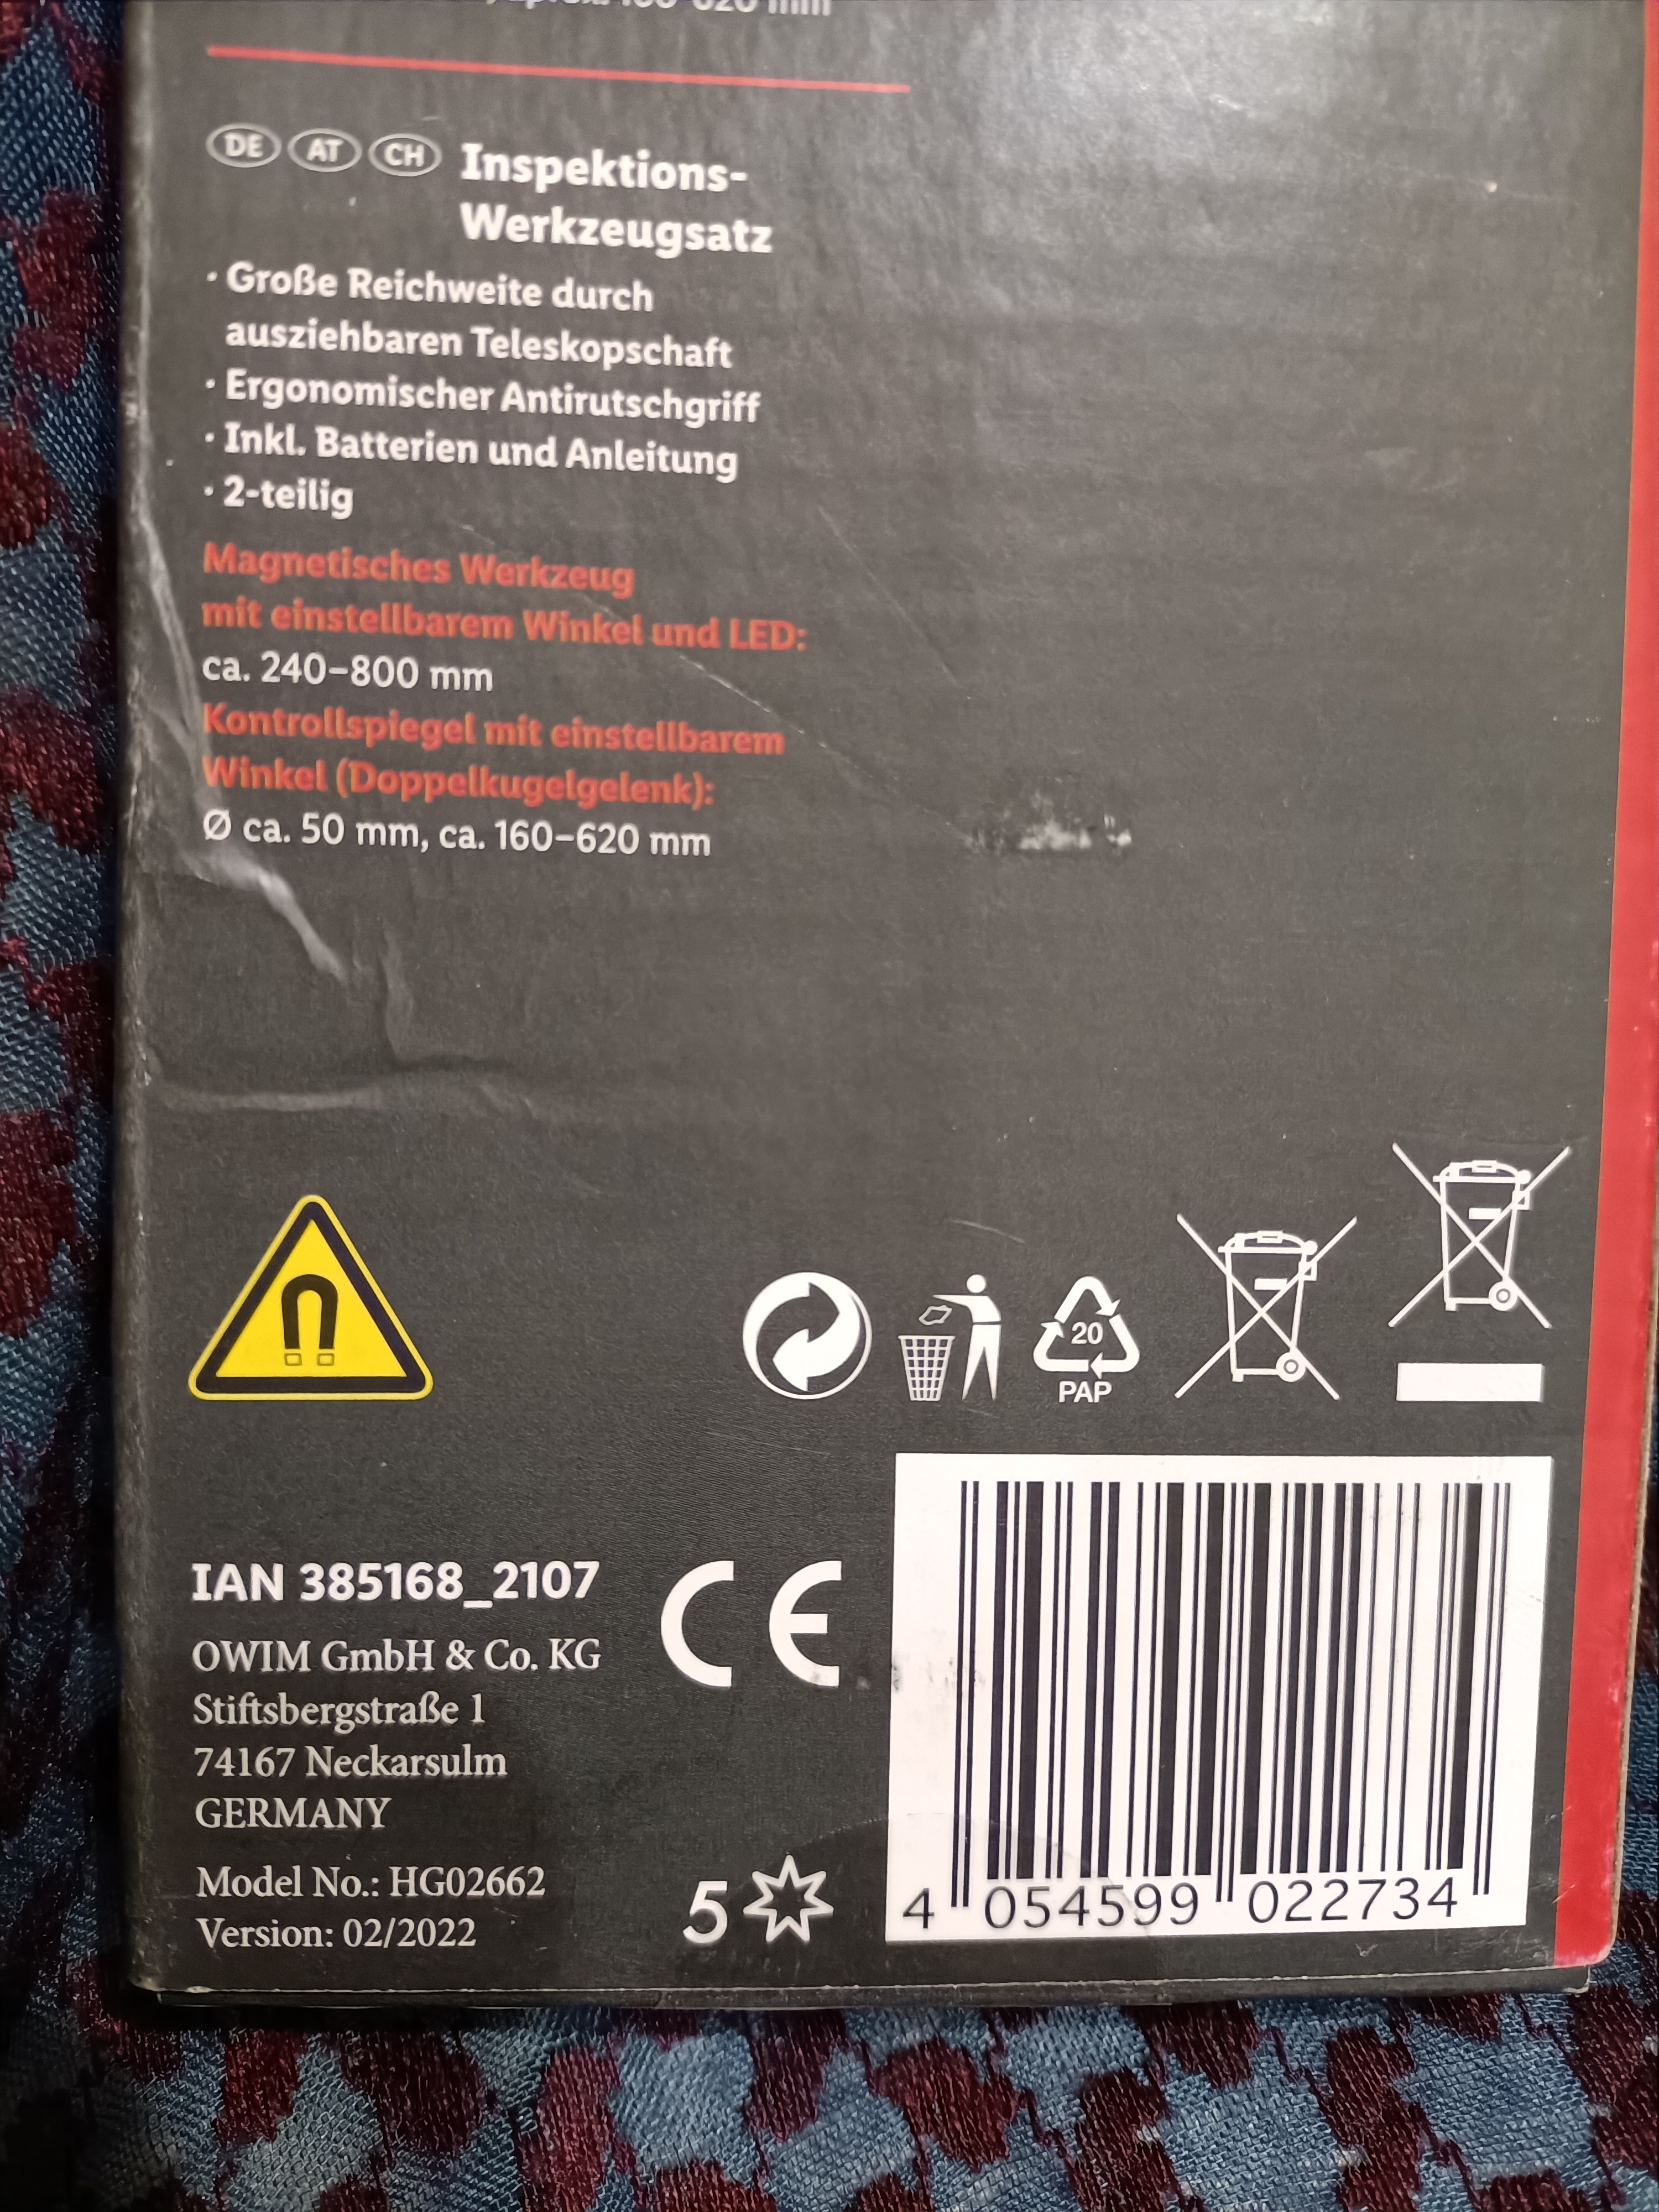 mm
DE AT CH Inspektions-
Werkzeugsatz
· Große Reichweite durch
ausziehbaren Teleskopschaft
· Ergonomischer Antirutschgriff
· Inkl. Batterien und Anleitung
· 2-teilig
Magnetisches Werkzeug
mit einstellbarem Winkel und LED:
ca. 240–800 mm
Kontrollspiegel mit einstellbarem
Winkel (Doppelkugelgelenk):
Ø ca. 50 mm, ca. 160–620 mm
20
PAP
IAN 385168_2107
CE
OWIM GmbH & Co. KG
Stiftsbergstraße 1
74167 Neckarsulm
GERMANY
Model No.: HG02662
Version: 02/2022
5
4 054599 022734